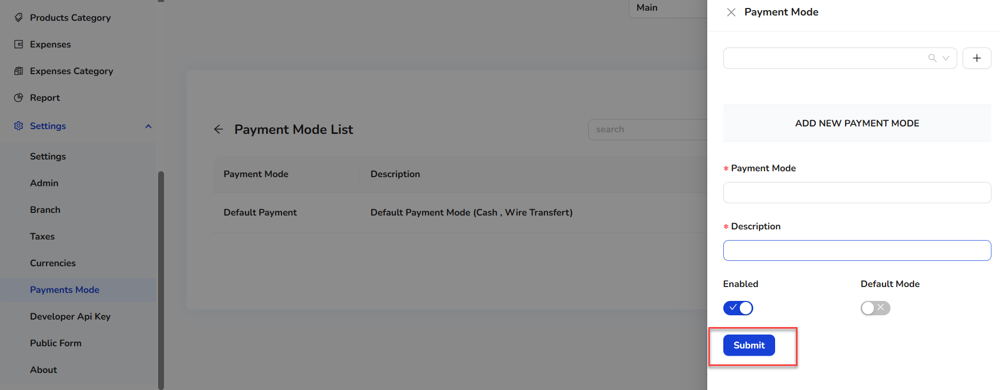 Products Category
Expenses
Expenses Category
Report
Settings
Settings
Admin
Branch
Taxes
Currencies
Payments Mode
Developer Api Key
Public Form
About
Main
Payment Mode List
search
Payment Mode Description
Default Payment Default Payment Mode (Cash , Wire Transfert)
Payment Mode
ADD NEW PAYMENT MODE
* Payment Mode
* Description
Enabled Default Mode
Submit